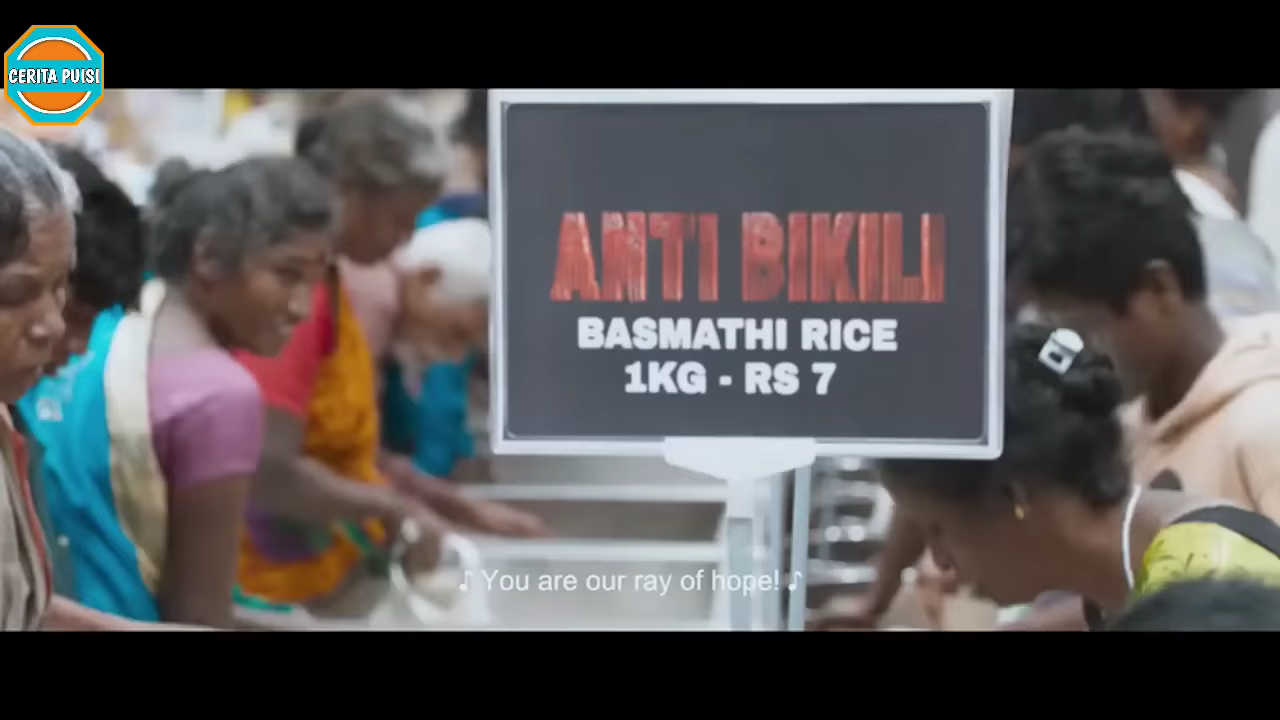 CERITA PUISI
ANTI BIKILI
BASMATHI RICE
1KG - RS 7
♪ You are our ray of hope! ♪